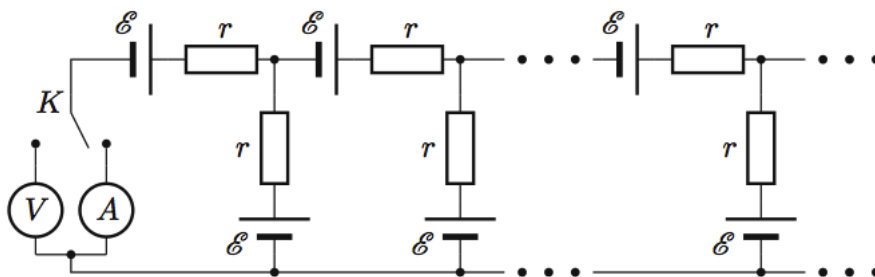 ℰ r ℰ r ℰ r
K
r r r
V A
ℰ ℰ ℰ